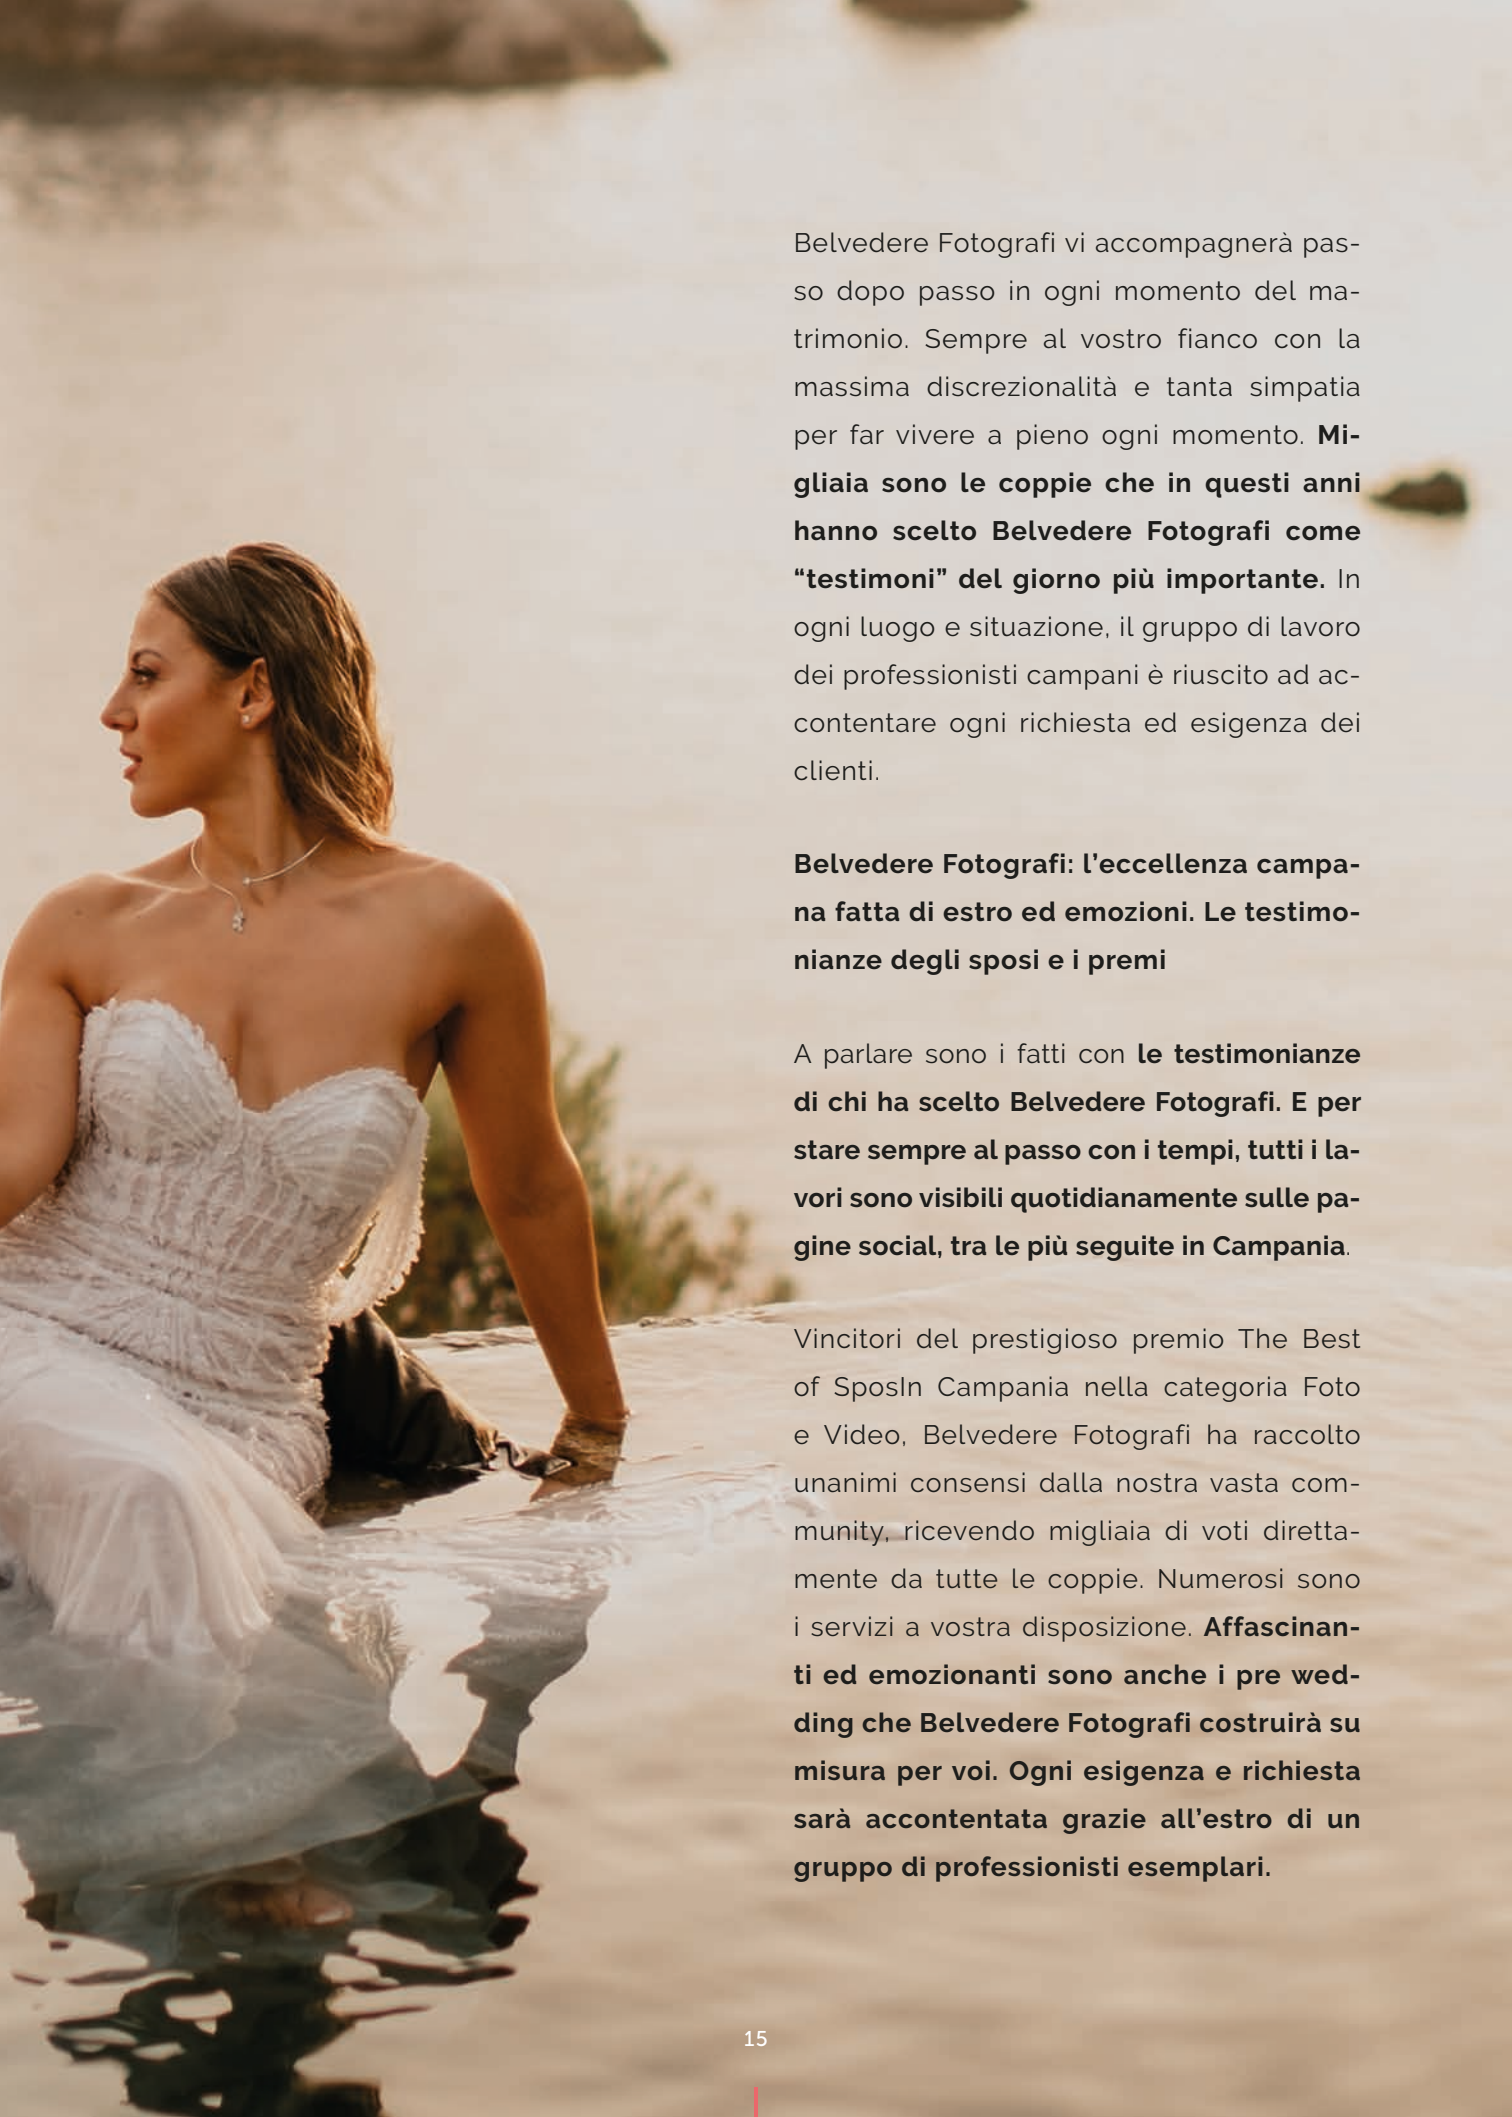 Belvedere Fotografi vi accompagnerà pas-
so dopo passo in ogni momento del ma-
trimonio. Sempre al vostro fianco con la
massima discrezionalità e tanta simpatia
per far vivere a pieno ogni momento. Mi-
gliaia sono le coppie che in questi anni
hanno scelto Belvedere Fotografi come
“testimoni” del giorno più importante. In
ogni luogo e situazione, il gruppo di lavoro
dei professionisti campani è riuscito ad ac-
contentare ogni richiesta ed esigenza dei
clienti.
Belvedere Fotografi: l’eccellenza campa-
na fatta di estro ed emozioni. Le testimo-
nianze degli sposi e i premi
A parlare sono i fatti con le testimonianze
di chi ha scelto Belvedere Fotografi. E per
stare sempre al passo con i tempi, tutti i la-
vori sono visibili quotidianamente sulle pa-
gine social, tra le più seguite in Campania.
Vincitori del prestigioso premio The Best
of SposIn Campania nella categoria Foto
e Video, Belvedere Fotografi ha raccolto
unanimi consensi dalla nostra vasta com-
munity, ricevendo migliaia di voti diretta-
mente da tutte le coppie. Numerosi sono
i servizi a vostra disposizione. Affascinan-
ti ed emozionanti sono anche i pre wed-
ding che Belvedere Fotografi costruirà su
misura per voi. Ogni esigenza e richiesta
sarà accontentata grazie all’estro di un
gruppo di professionisti esemplari.
15